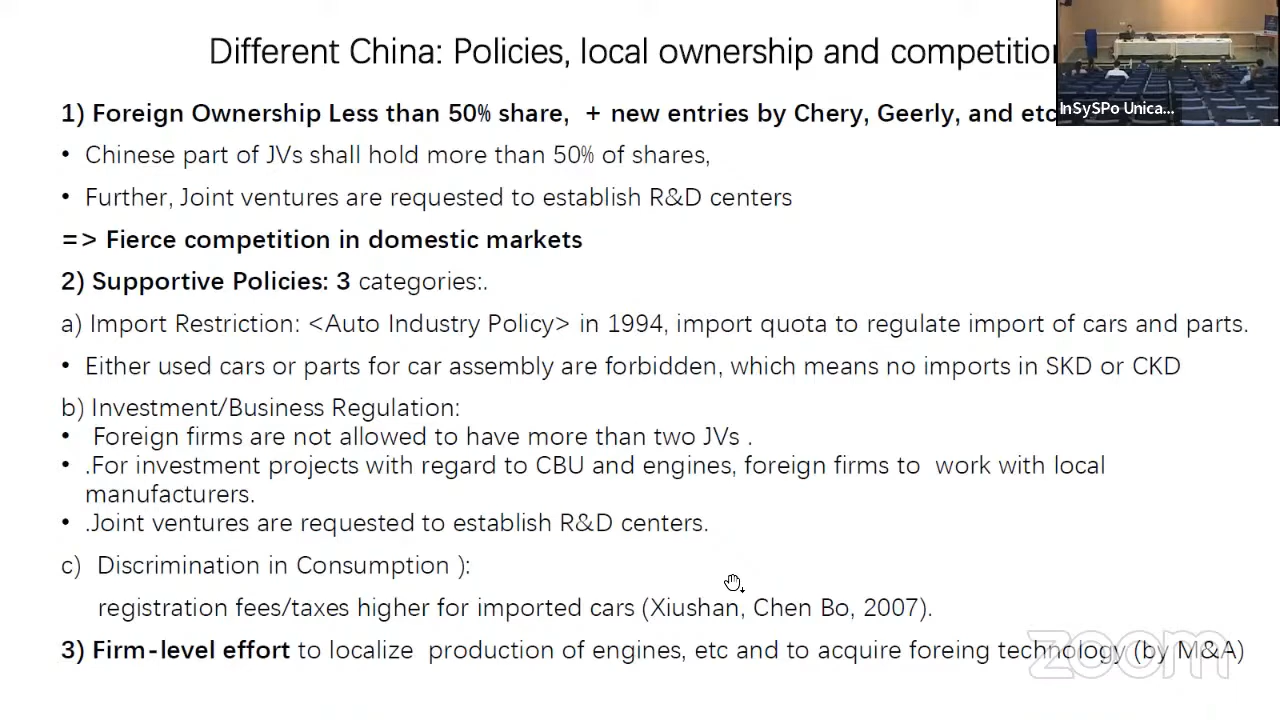 Different China: Policies, local ownership and competition
1) Foreign Ownership Less than 50% share, + new entries by Chery, Geerly, and etc
InSySPo Unica...
• Chinese part of JVs shall hold more than 50% of shares,
• Further, Joint ventures are requested to establish R&D centers
=> Fierce competition in domestic markets
2) Supportive Policies: 3 categories:.
a) Import Restriction: <Auto Industry Policy> in 1994, import quota to regulate import of cars and parts.
• Either used cars or parts for car assembly are forbidden, which means no imports in SKD or CKD
b) Investment/Business Regulation:
• Foreign firms are not allowed to have more than two JVs .
• .For investment projects with regard to CBU and engines, foreign firms to work with local
manufacturers.
• .Joint ventures are requested to establish R&D centers.
c) Discrimination in Consumption ):
registration fees/taxes higher for imported cars (Xiushan, Chen Bo, 2007).
3) Firm-level effort to localize production of engines, etc and to acquire foreing technology (by M&A)
zoom